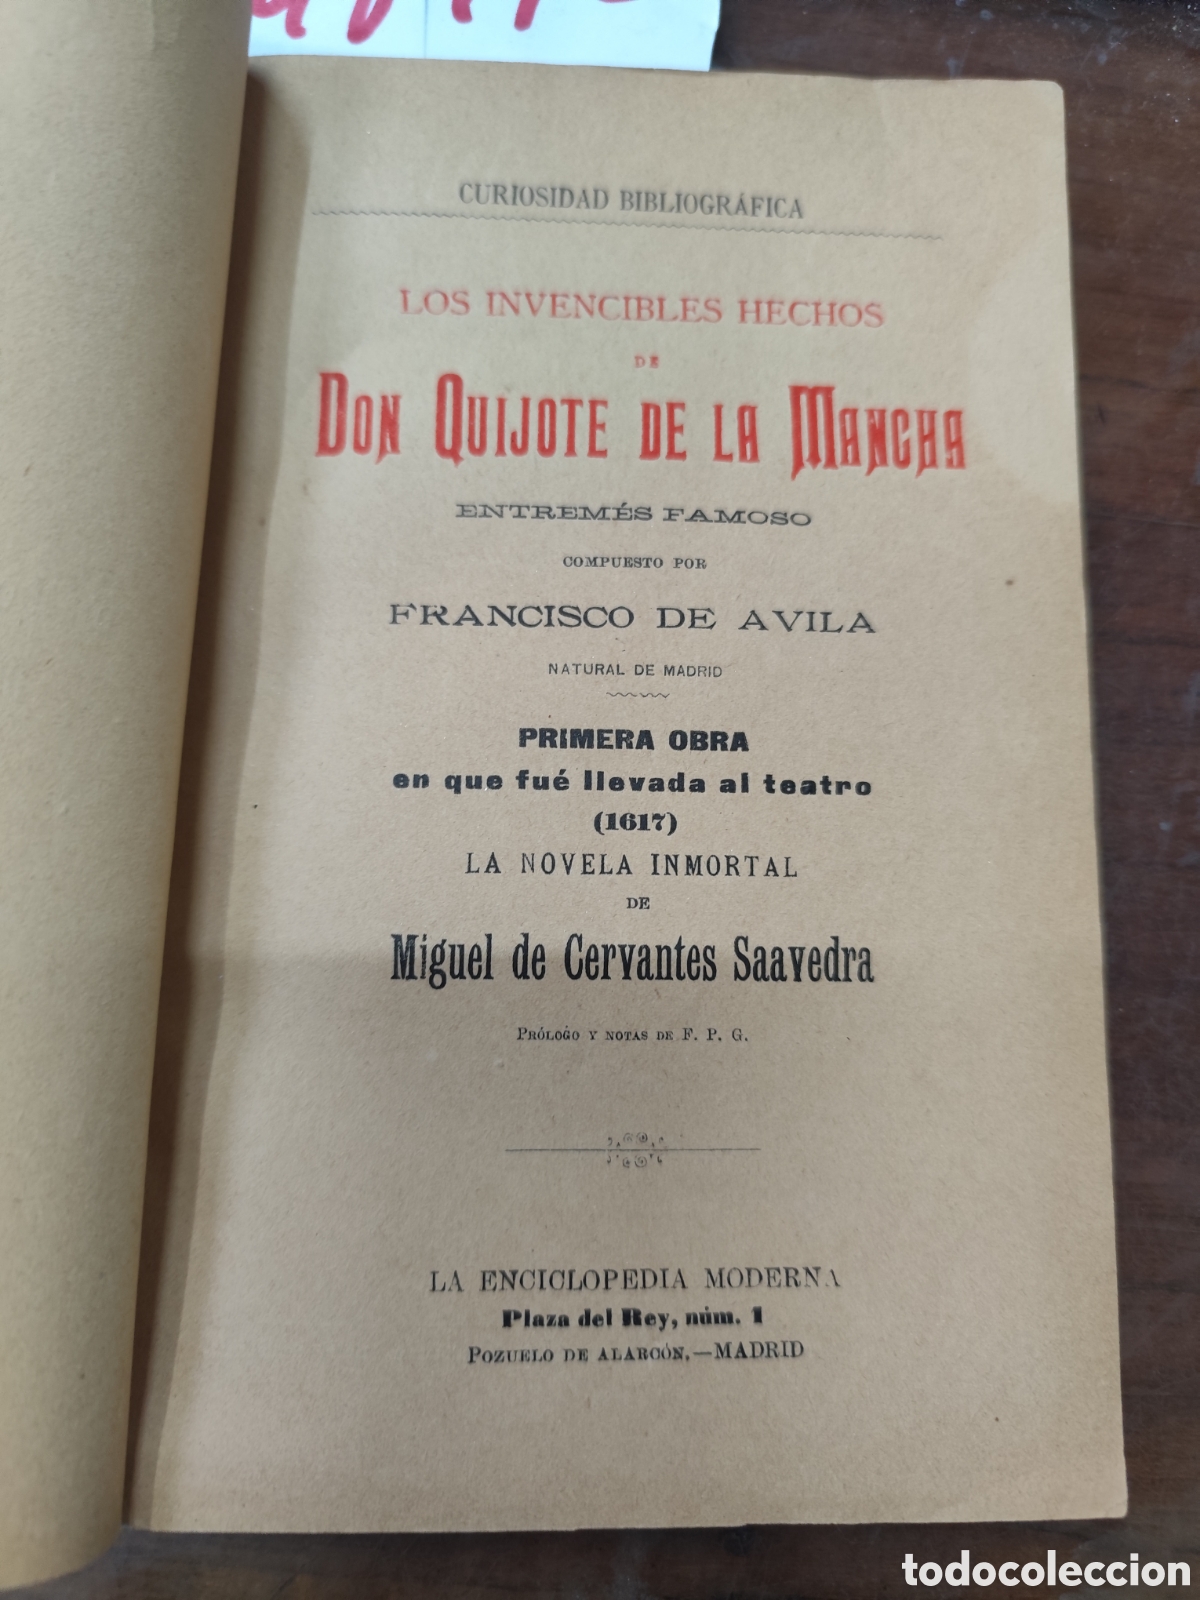 CURIOSIDAD BIBLIOGRÁFICA
LOS INVENCIBLES HECHOS
DE
DON QUIJOTE DE LA MANCHA
ENTREMÉS FAMOSO
COMPUESTO POR
FRANCISCO DE AVILA
NATURAL DE MADRID
PRIMERA OBRA
en que fué llevada al teatro
(1617)
LA NOVELA INMORTAL
DE
Miguel de Cervantes Saavedra
PRÓLOGO Y NOTAS DE F. P. G.
LA ENCICLOPEDIA MODERNA
Plaza del Rey, núm. 1
POZUELO DE ALARCÓN.—MADRID
todocoleccion